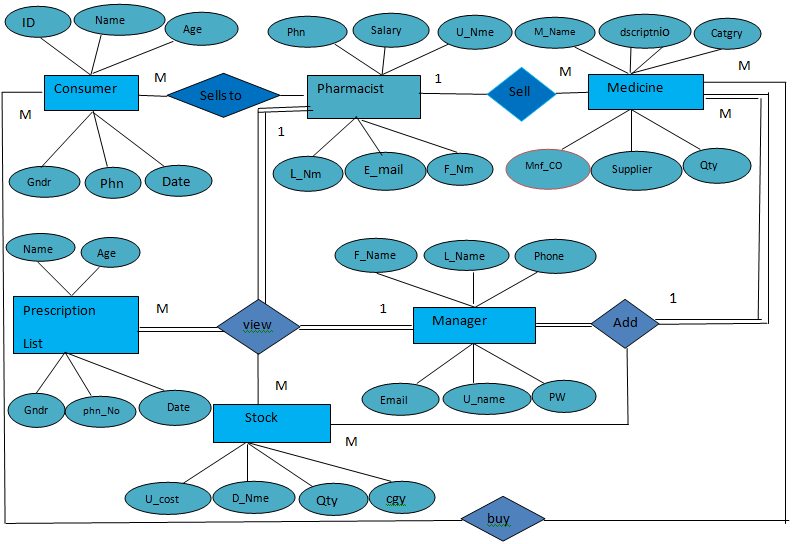 ID
Name
Age
Phn
Salary
U_Nme
M_Name
dscriptnio
Catgry
Consumer
M
Sells to
Pharmacist
1
Sell
M
Medicine
M
M
1
M
Gndr
Phn
Date
L_Nm
E_mail
F_Nm
Mnf_CO
Supplier
Qty
Name
Age
F_Name
L_Name
Phone
Prescription
List
M
view
1
Manager
Add
1
Gndr
phn_No
Date
M
Email
U_name
PW
Stock
M
U_cost
D_Nme
Qty
cgy
buy